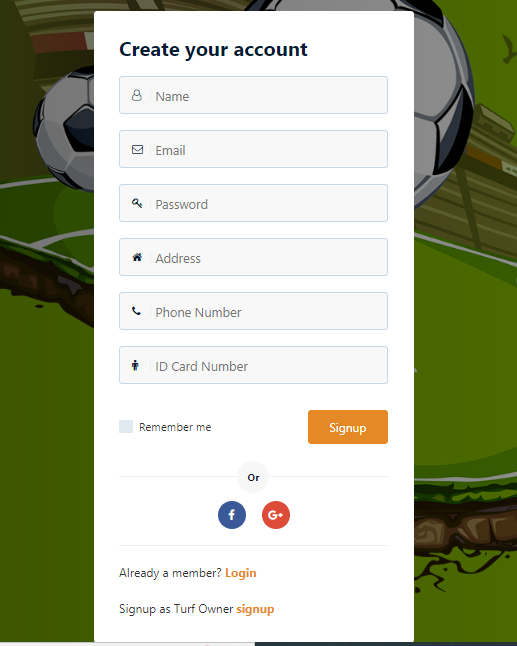 Create your account
Name
Email
Password
Address
Phone Number
ID Card Number
Remember me
Signup
Or
f
G+
Already a member? Login
Signup as Turf Owner signup